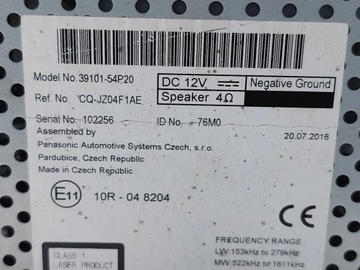 Model No. 39101-54P20
DC 12V
Negative Ground
Ref. No. CQ-JZ04F1AE
Speaker 4Ω
Serial No. 102256 ID No. 76M0
Assembled by
20.07.2016
Panasonic Automotive Systems Czech, s.r.o.
Pardubice, Czech Republic
Made in Czech Republic
E11
10R - 04 8204
CE
CLASS 1
LASER PRODUCT
FREQUENCY RANGE
LW: 153kHz to 279kHz
MW: 522kHz to 1611kHz